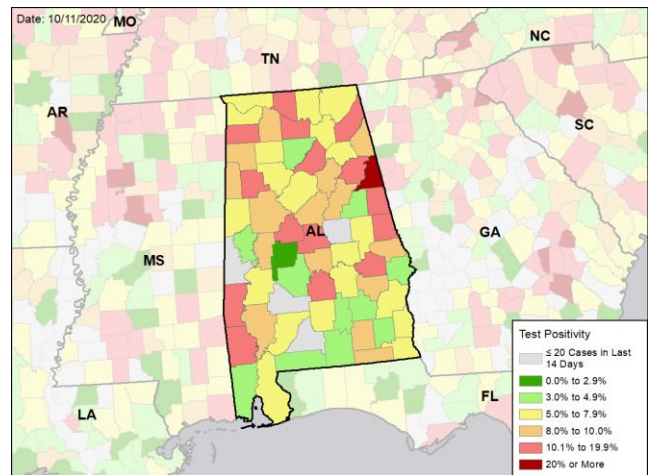 Date: 10/11/2020
MO
NC
TN
AR
SC
AL
MS
GA
Test Positivity
≤ 20 Cases in Last
14 Days
0.0% to 2.9%
3.0% to 4.9%
5.0% to 7.9%
8.0% to 10.0%
10.1% to 19.9%
20% or More
FL
LA